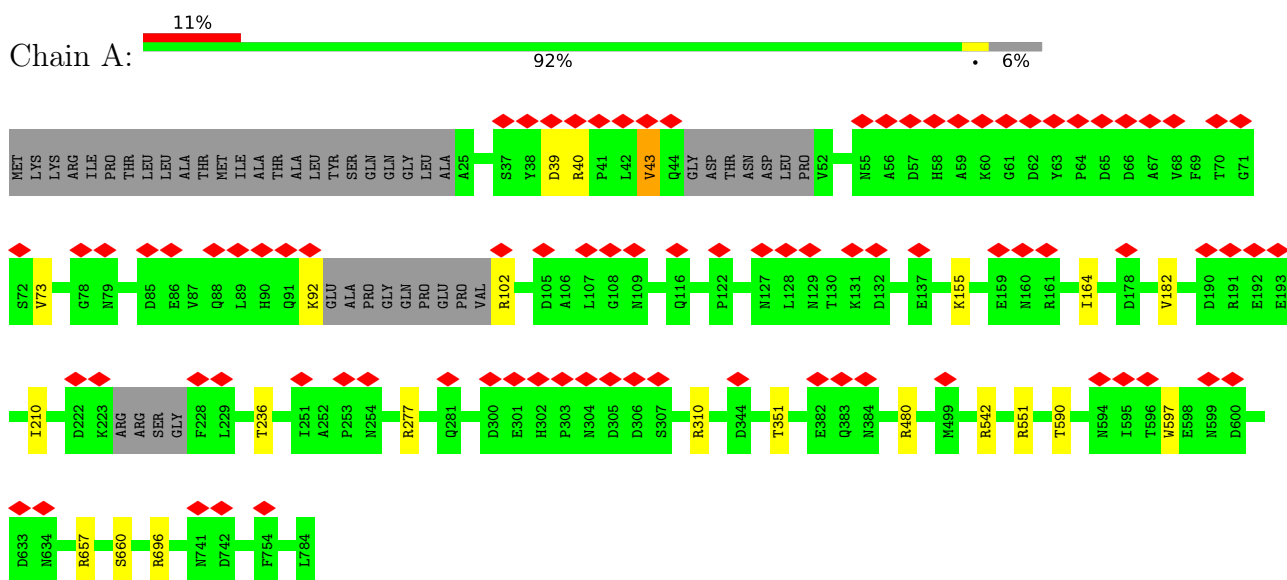 11%
Chain A:
92% • 6%
MET LYS LYS ARG ILE PRO THR LEU LEU ALA THR MET ILE ALA THR ALA LEU TYR SER GLN GLN GLY LEU ALA A25 S37 Y38 D39 R40 P41 L42 V43 Q44 GLY ASP THR ASN ASP LEU PRO V52 N55 A56 D57 H58 A59 K60 G61 D62 Y63 P64 D65 D66 A67 V68 F69 T70 G71
S72 V73 G78 N79 D85 E86 V87 Q88 L89 H90 Q91 K92 GLU ALA PRO GLY GLN PRO GLU PRO VAL R102 D105 A106 L107 G108 N109 Q116 P122 N127 L128 N129 T130 K131 D132 E137 K155 E159 N160 R161 I164 D178 V182 D190 R191 E192 E193
I210 D222 K223 ARG ARG SER GLY F228 L229 T236 I251 A252 P253 N254 R277 Q281 D300 E301 H302 P303 N304 D305 D306 S307 R310 D344 T351 E382 Q383 N384 R480 M499 R542 R551 T590 N594 I595 T596 W597 E598 N599 D600
D633 N634 R657 S660 R696 N741 D742 F754 L784